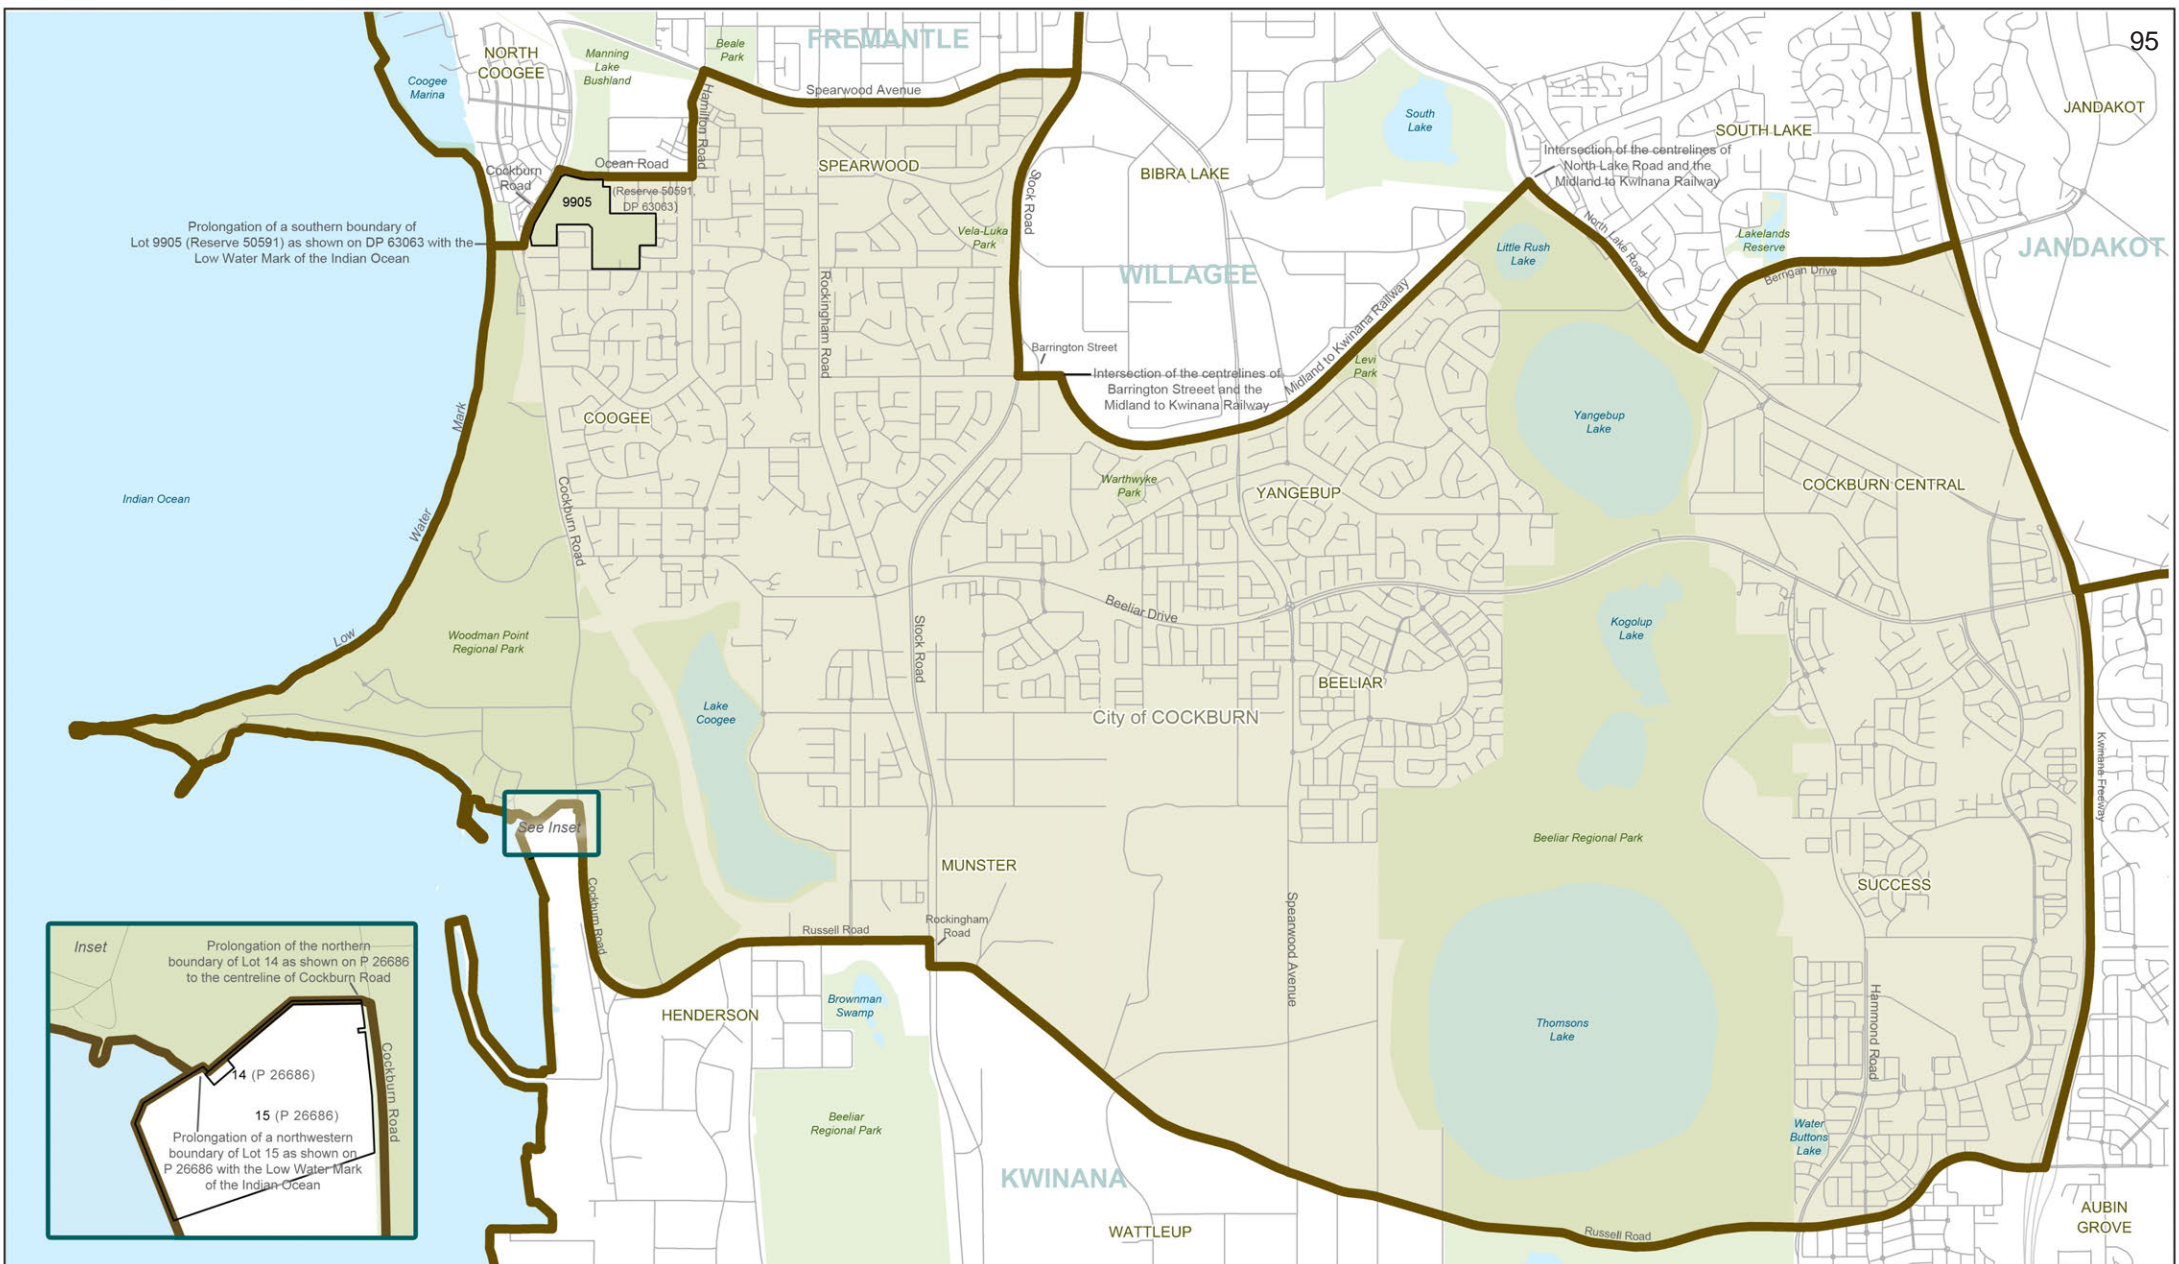 95
FREMANTLE
NORTH
COOGEE
Manning
Lake
Bushland
Beale
Park
Coogee
Marina
Hamilton Road
Spearwood Avenue
South
Lake
SOUTH LAKE
JANDAKOT
Intersection of the centrelines of
North Lake Road and the
Midland to Kwinana Railway
Cockburn
Road
Ocean Road
SPEARWOOD
BIBRA LAKE
Stock Road
9905
(Reserve 50591,
DP 63063)
Prolongation of a southern boundary of
Lot 9905 (Reserve 50591) as shown on DP 63063 with the
Low Water Mark of the Indian Ocean
Vela-Luka
Park
WILLAGEE
Little Rush
Lake
North Lake Road
Lakelands
Reserve
JANDAKOT
Berrigan Drive
Rockingham Road
Midland to Kwinana Railway
Barrington Street
Intersection of the centrelines of
Barrington Streeet and the
Midland to Kwinana Railway
Levi
Park
Yangebup
Lake
COOGEE
Low Water Mark
Indian Ocean
Cockburn Road
Warthwyke
Park
YANGEBUP
COCKBURN CENTRAL
Beeliar Drive
Woodman Point
Regional Park
Stock Road
Kogolup
Lake
BEELIAR
Lake
Coogee
City of COCKBURN
Kwinana Freeway
See Inset
MUNSTER
Beeliar Regional Park
SUCCESS
Cockburn Road
Russell Road
Rockingham
Road
Spearwood Avenue
Inset
Prolongation of the northern
boundary of Lot 14 as shown on P 26686
to the centreline of Cockburn Road
14 (P 26686)
15 (P 26686)
Cockburn Road
Prolongation of a northwestern
boundary of Lot 15 as shown on
P 26686 with the Low Water Mark
of the Indian Ocean
HENDERSON
Brownman
Swamp
Thomsons
Lake
Hammond Road
Beeliar
Regional Park
Water
Buttons
Lake
KWINANA
WATTLEUP
Russell Road
AUBIN
GROVE